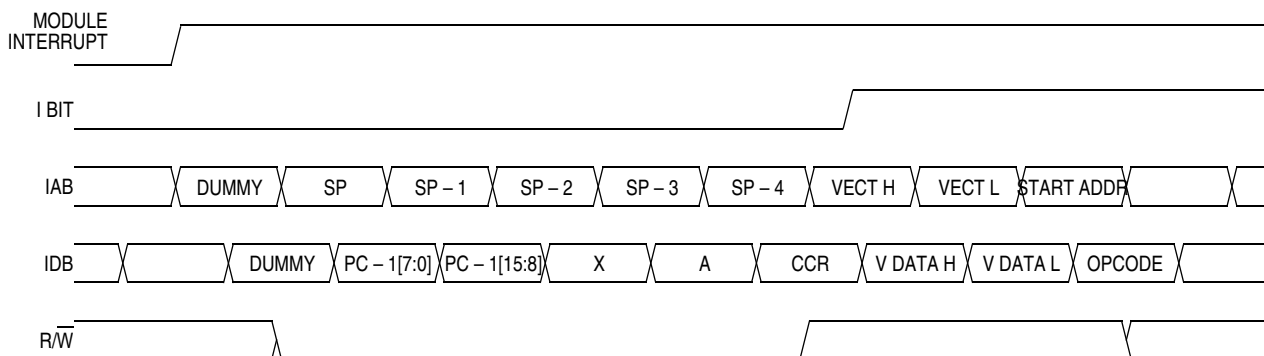 MODULE
INTERRUPT
I BIT
IAB DUMMY SP SP – 1 SP – 2 SP – 3 SP – 4 VECT H VECT L START ADDR
IDB DUMMY PC – 1[7:0] PC – 1[15:8] X A CCR V DATA H V DATA L OPCODE
R/W̅